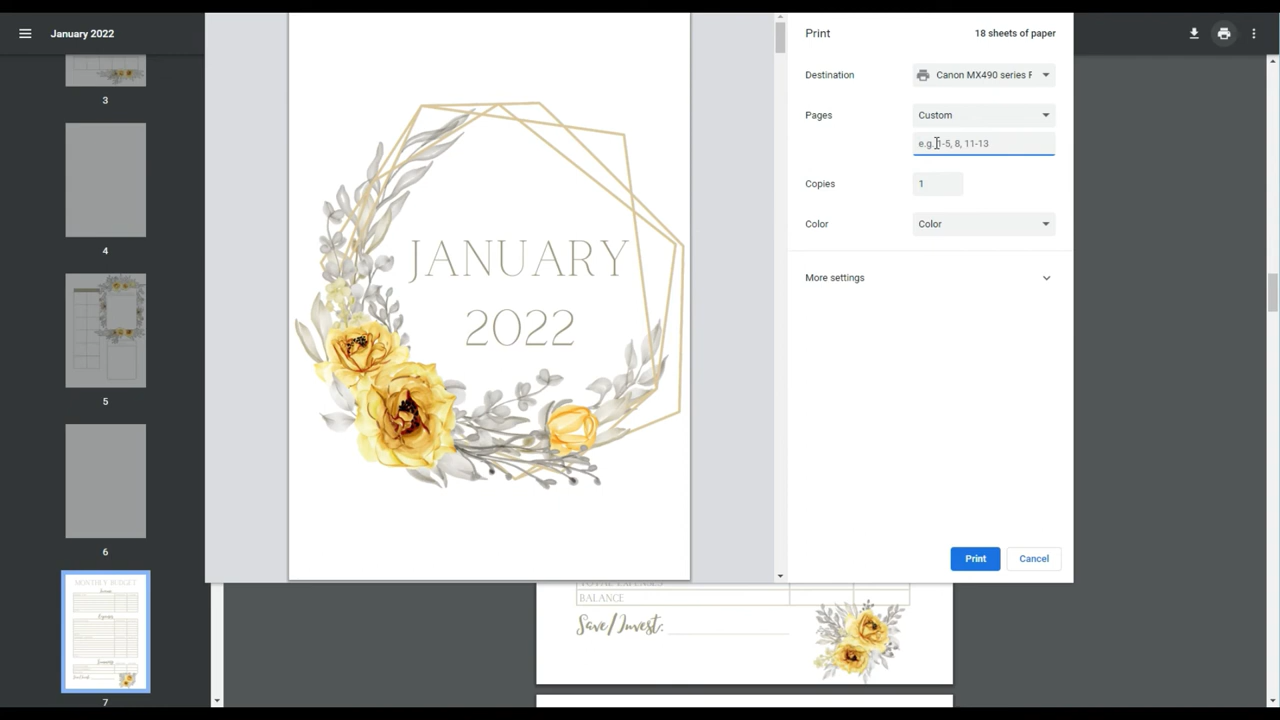 January 2022
3
4
5
6
MONTHLY BUDGET
7
JANUARY
2022
Print
18 sheets of paper
Destination
Canon MX490 series F
Pages
Custom
e.g. 1-5, 8, 11-13
Copies
1
Color
Color
More settings
Print
Cancel
TOTAL EXPENSES
BALANCE
Save/Invest: